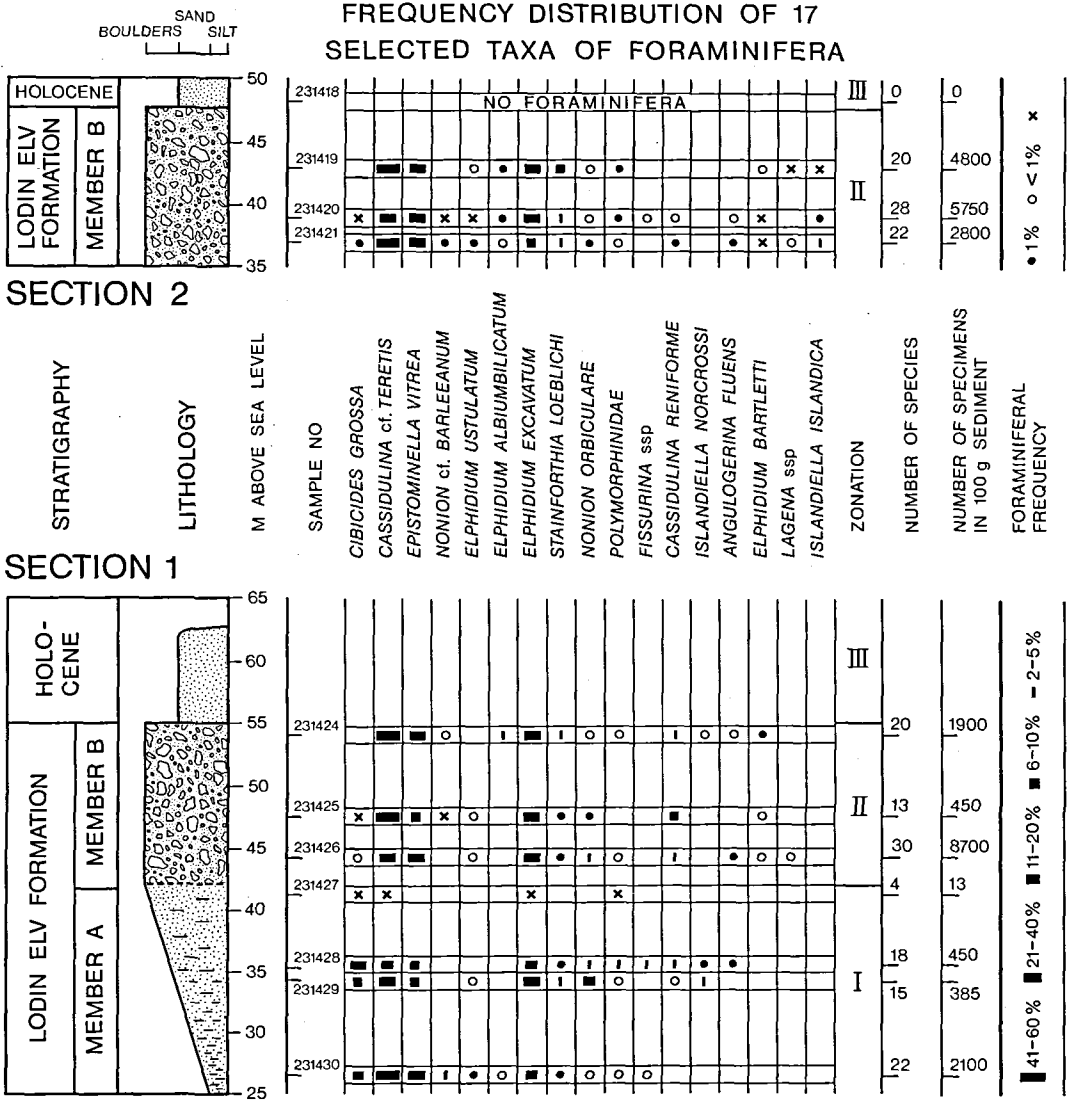 FREQUENCY DISTRIBUTION OF 17
SELECTED TAXA OF FORAMINIFERA
SAND
BOULDERS SILT
HOLOCENE
LODIN ELV
FORMATION
MEMBER B
50
45
40
35
231418
NO FORAMINIFERA
III
0
0
231419
20
4800
II
231420
28
5750
231421
22
2800
x
o <1%
● 1%
SECTION 2
STRATIGRAPHY
LITHOLOGY
M ABOVE SEA LEVEL
SAMPLE NO
CIBICIDES GROSSA
CASSIDULINA cf. TERETIS
EPISTOMINELLA VITREA
NONION cf. BARLEEANUM
ELPHIDIUM USTULATUM
ELPHIDIUM ALBIUMBILICATUM
ELPHIDIUM EXCAVATUM
STAINFORTHIA LOEBLICHI
NONION ORBICULARE
POLYMORPHINIDAE
FISSURINA ssp
CASSIDULINA RENIFORME
ISLANDIELLA NORCROSSI
ANGULOGERINA FLUENS
ELPHIDIUM BARTLETTI
LAGENA ssp
ISLANDIELLA ISLANDICA
ZONATION
NUMBER OF SPECIES
NUMBER OF SPECIMENS
IN 100 g SEDIMENT
FORAMINIFERAL
FREQUENCY
SECTION 1
HOLO-
CENE
LODIN ELV FORMATION
MEMBER B
MEMBER A
65
60
55
50
45
40
35
30
25
III
231424
20
1900
231425
13
450
II
231426
30
8700
231427
4
13
231428
18
450
I
231429
15
385
231430
22
2100
41–60%
21–40%
11–20%
6–10%
2–5%